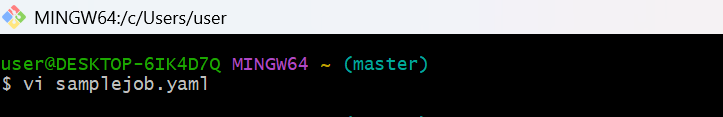 MINGW64:/c/Users/user
user@DESKTOP-6IK4D7Q MINGW64 ~ (master)
$ vi samplejob.yaml